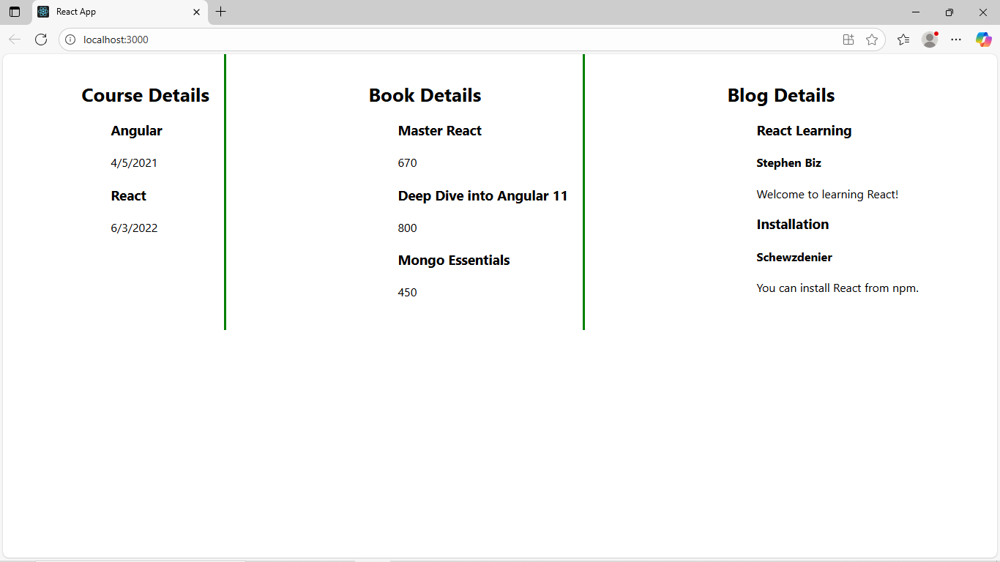 React App
localhost:3000
Course Details
Angular
4/5/2021
React
6/3/2022
Book Details
Master React
670
Deep Dive into Angular 11
800
Mongo Essentials
450
Blog Details
React Learning
Stephen Biz
Welcome to learning React!
Installation
Schewzdenier
You can install React from npm.